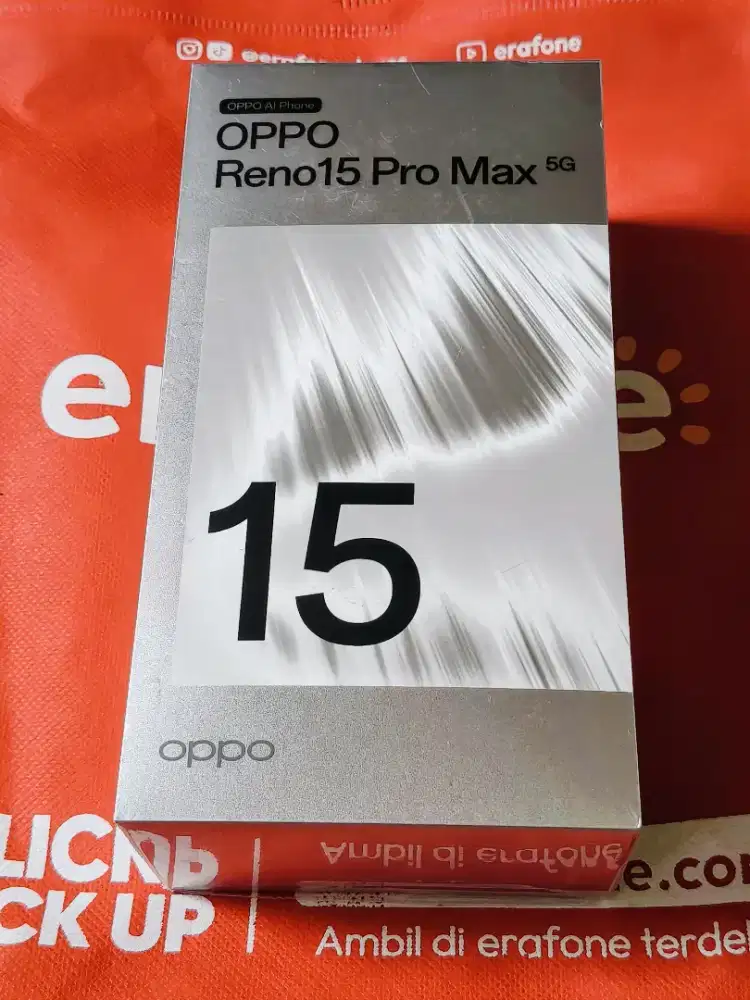 erafone
OPPO AI Phone
OPPO
Reno15 Pro Max 5G
15
oppo
Ambil di erafone
CK UP
Ambil di erafone